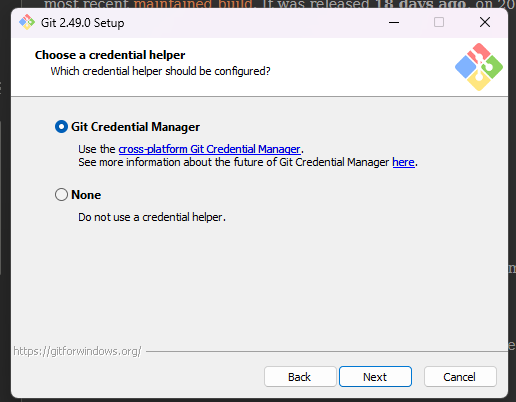 most recent maintained build. It was released 18 days ago, on 20
Git 2.49.0 Setup
Choose a credential helper
Which credential helper should be configured?
Git Credential Manager
Use the cross-platform Git Credential Manager.
See more information about the future of Git Credential Manager here.
None
Do not use a credential helper.
https://gitforwindows.org/
Back Next Cancel